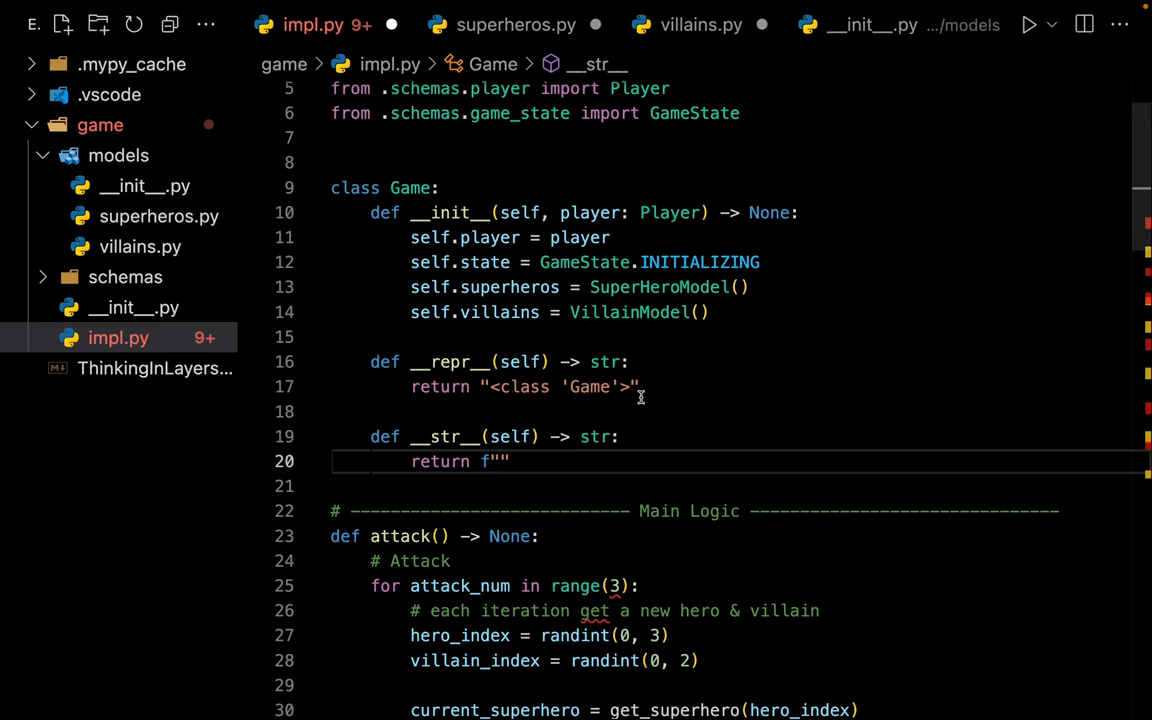 E.
impl.py 9+
superheros.py
villains.py
__init__.py .../models
.mypy_cache
.vscode
game
models
__init__.py
superheros.py
villains.py
schemas
__init__.py
impl.py 9+
ThinkingInLayers...
game > impl.py > Game > __str__
5 from .schemas.player import Player
6 from .schemas.game_state import GameState
7
8
9 class Game:
10 def __init__(self, player: Player) -> None:
11 self.player = player
12 self.state = GameState.INITIALIZING
13 self.superheros = SuperHeroModel()
14 self.villains = VillainModel()
15
16 def __repr__(self) -> str:
17 return "<class 'Game'>"
18
19 def __str__(self) -> str:
20 return f""
21
22 # ---------------------------- Main Logic -------------------------------
23 def attack() -> None:
24 # Attack
25 for attack_num in range(3):
26 # each iteration get a new hero & villain
27 hero_index = randint(0, 3)
28 villain_index = randint(0, 2)
29
30 current_superhero = get_superhero(hero_index)